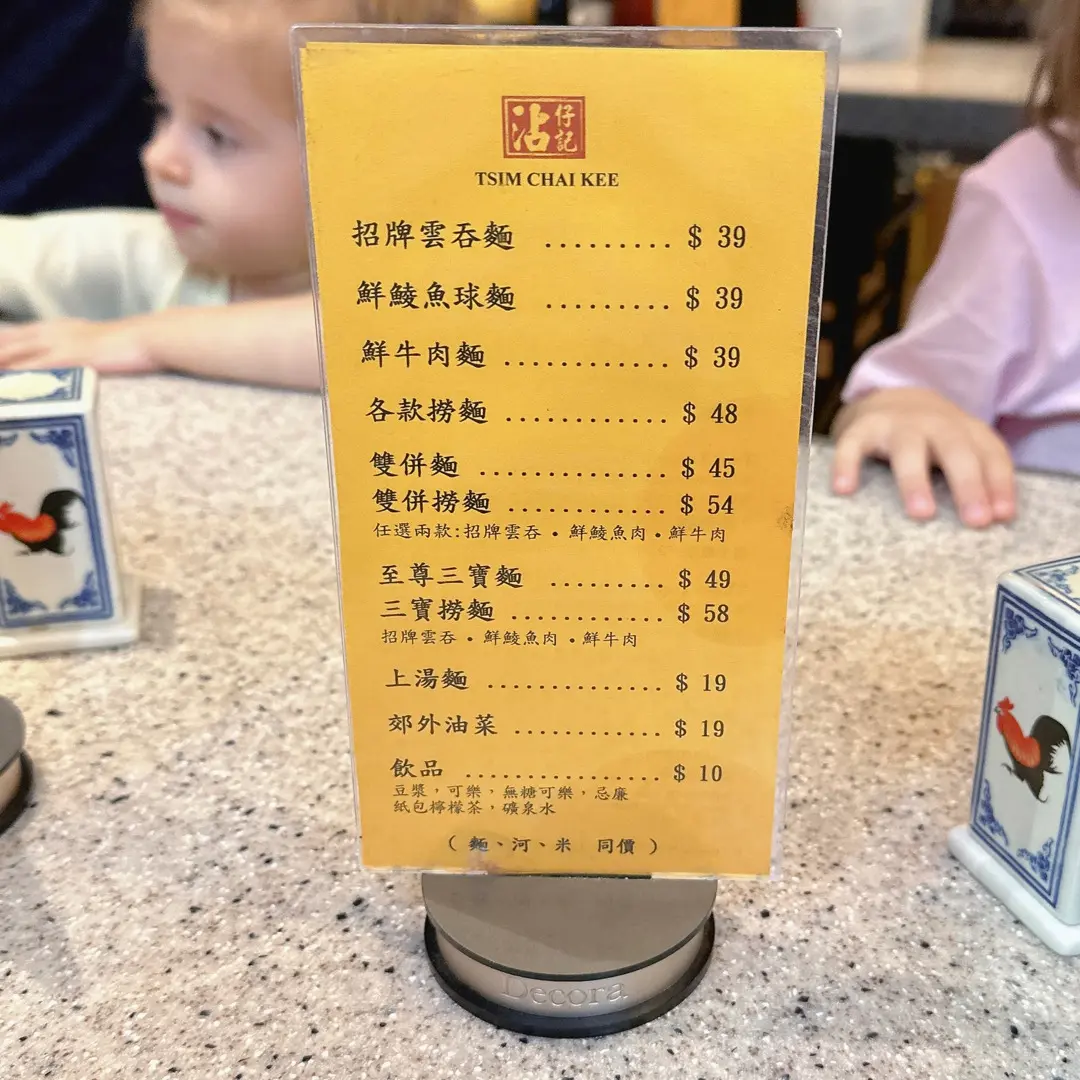 沾仔記
TSIM CHAI KEE
招牌雲吞麵 ......... $ 39
鮮鯪魚球麵 ......... $ 39
鮮牛肉麵 ............ $ 39
各款撈麵 ............ $ 48
雙併麵 .............. $ 45
雙併撈麵 ............ $ 54
任選兩款:招牌雲吞 • 鮮鯪魚肉 • 鮮牛肉
至尊三寶麵 ......... $ 49
三寶撈麵 ............ $ 58
招牌雲吞 • 鮮鯪魚肉 • 鮮牛肉
上湯麵 .............. $ 19
郊外油菜 ............ $ 19
飲品 ................. $ 10
豆漿，可樂，無糖可樂，忌廉
紙包檸檬茶，礦泉水
( 麵、河、米 同價 )
Decora